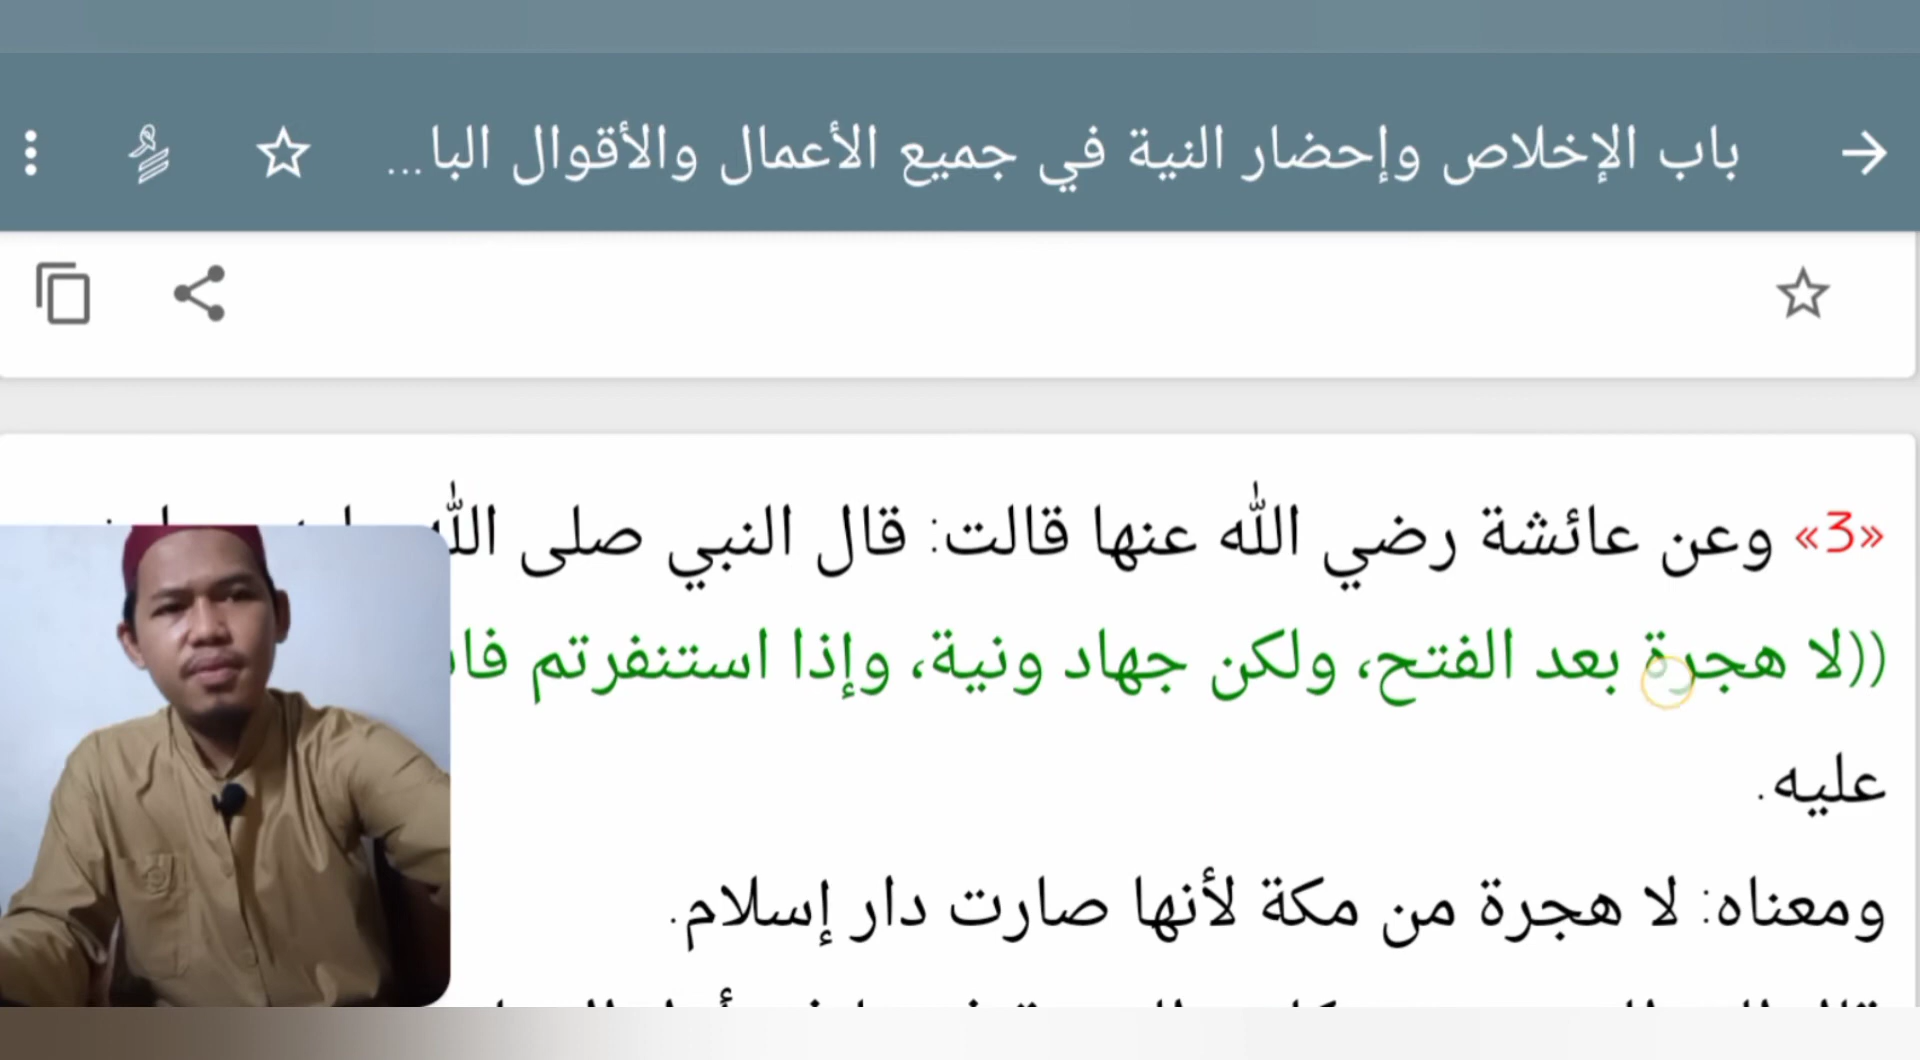 باب الإخلاص وإحضار النية في جميع الأعمال والأقوال البا...
«3» وعن عائشة رضي الله عنها قالت: قال النبي صلى الله
((لا هجرة بعد الفتح، ولكن جهاد ونية، وإذا استنفرتم
عليه.
ومعناه: لا هجرة من مكة لأنها صارت دار إسلام.